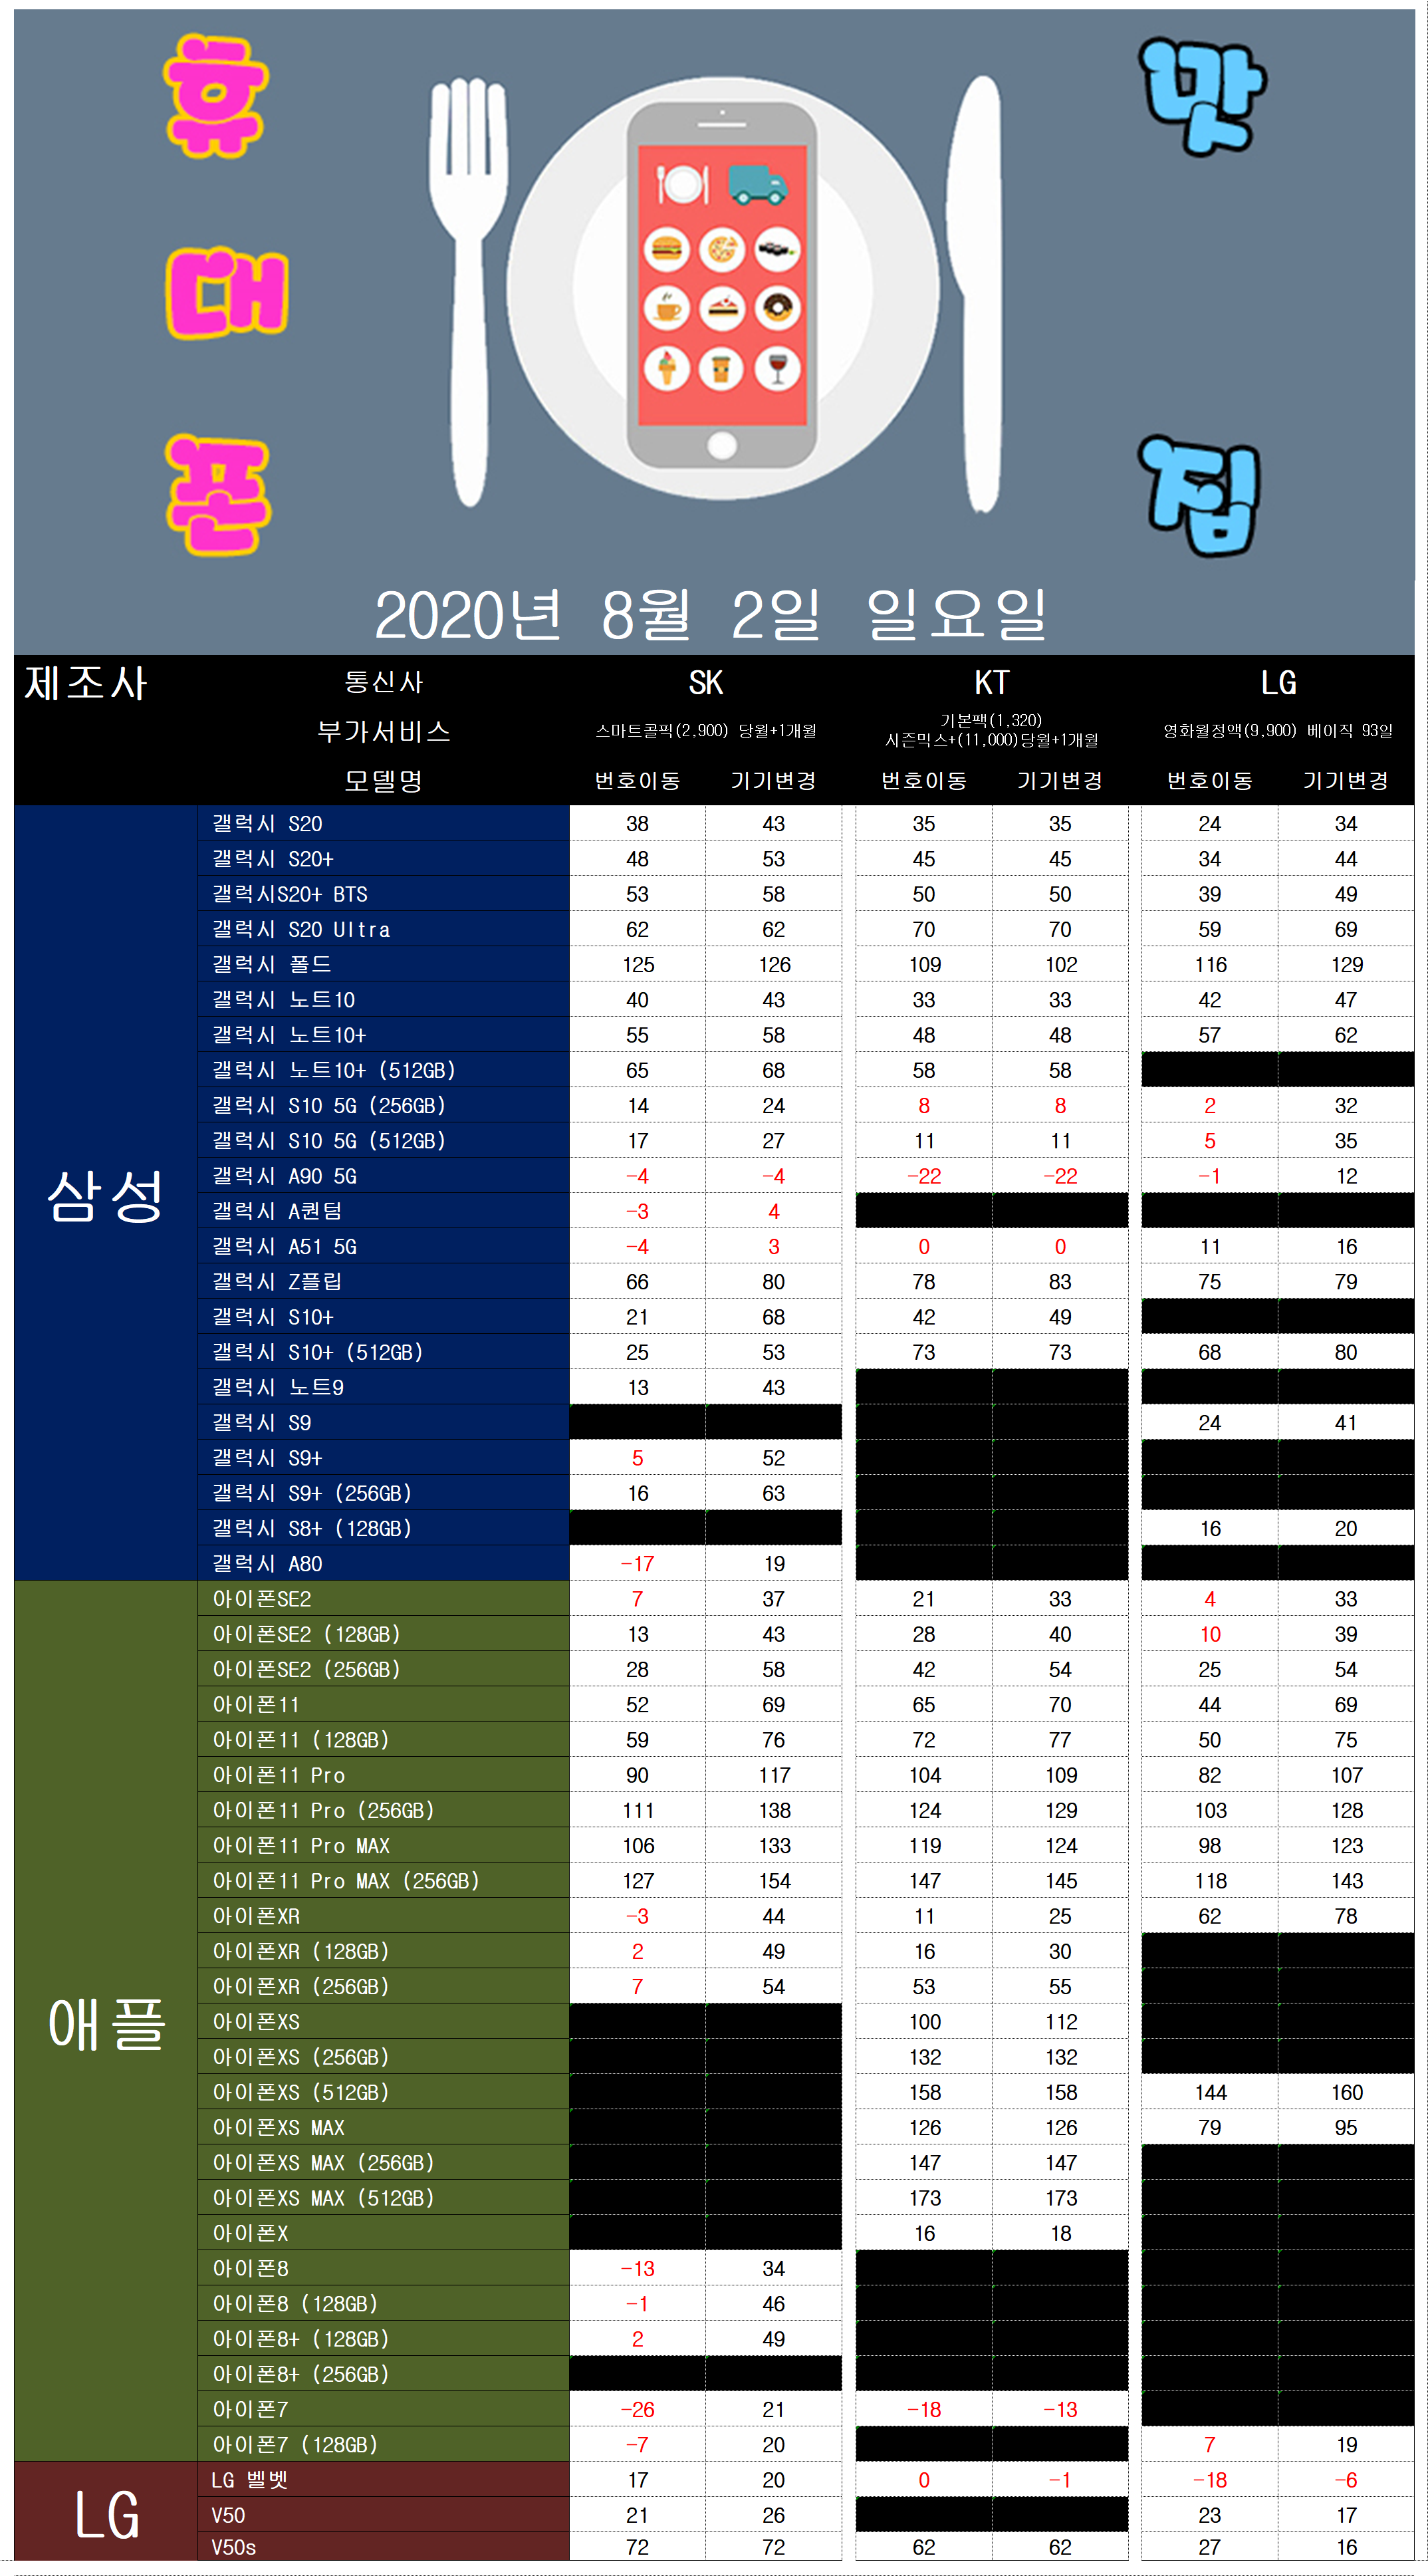 휴
대
폰
맛
집
2020년 8월 2일 일요일
제조사 통신사 SK KT LG
부가서비스 스마트콜픽(2,900) 당월+1개월 기본팩(1,320) 시즌믹스+(11,000)당월+1개월 영화월정액(9,900) 베이직 93일
모델명 번호이동 기기변경 번호이동 기기변경 번호이동 기기변경
삼성
갤럭시 S20 38 43 35 35 24 34
갤럭시 S20+ 48 53 45 45 34 44
갤럭시S20+ BTS 53 58 50 50 39 49
갤럭시 S20 Ultra 62 62 70 70 59 69
갤럭시 폴드 125 126 109 102 116 129
갤럭시 노트10 40 43 33 33 42 47
갤럭시 노트10+ 55 58 48 48 57 62
갤럭시 노트10+ (512GB) 65 68 58 58
갤럭시 S10 5G (256GB) 14 24 8 8 2 32
갤럭시 S10 5G (512GB) 17 27 11 11 5 35
갤럭시 A90 5G -4 -4 -22 -22 -1 12
갤럭시 A퀀텀 -3 4
갤럭시 A51 5G -4 3 0 0 11 16
갤럭시 Z플립 66 80 78 83 75 79
갤럭시 S10+ 21 68 42 49
갤럭시 S10+ (512GB) 25 53 73 73 68 80
갤럭시 노트9 13 43
갤럭시 S9 24 41
갤럭시 S9+ 5 52
갤럭시 S9+ (256GB) 16 63
갤럭시 S8+ (128GB) 16 20
갤럭시 A80 -17 19
애플
아이폰SE2 7 37 21 33 4 33
아이폰SE2 (128GB) 13 43 28 40 10 39
아이폰SE2 (256GB) 28 58 42 54 25 54
아이폰11 52 69 65 70 44 69
아이폰11 (128GB) 59 76 72 77 50 75
아이폰11 Pro 90 117 104 109 82 107
아이폰11 Pro (256GB) 111 138 124 129 103 128
아이폰11 Pro MAX 106 133 119 124 98 123
아이폰11 Pro MAX (256GB) 127 154 147 145 118 143
아이폰XR -3 44 11 25 62 78
아이폰XR (128GB) 2 49 16 30
아이폰XR (256GB) 7 54 53 55
아이폰XS 100 112
아이폰XS (256GB) 132 132
아이폰XS (512GB) 158 158 144 160
아이폰XS MAX 126 126 79 95
아이폰XS MAX (256GB) 147 147
아이폰XS MAX (512GB) 173 173
아이폰X 16 18
아이폰8 -13 34
아이폰8 (128GB) -1 46
아이폰8+ (128GB) 2 49
아이폰8+ (256GB)
아이폰7 -26 21 -18 -13
아이폰7 (128GB) -7 20 7 19
LG
LG 벨벳 17 20 0 -1 -18 -6
V50 21 26 23 17
V50s 72 72 62 62 27 16